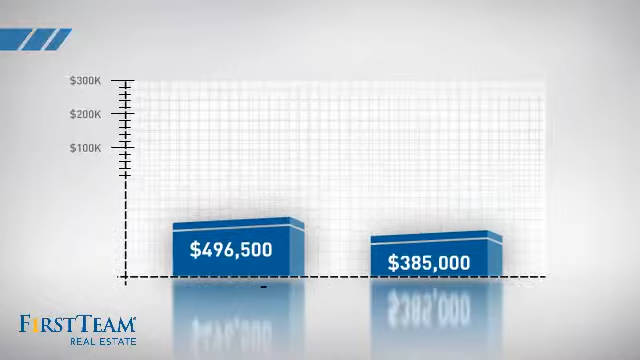 $300K
$200K
$100K
$496,500
$385,000
FIRSTTEAM®
REAL ESTATE